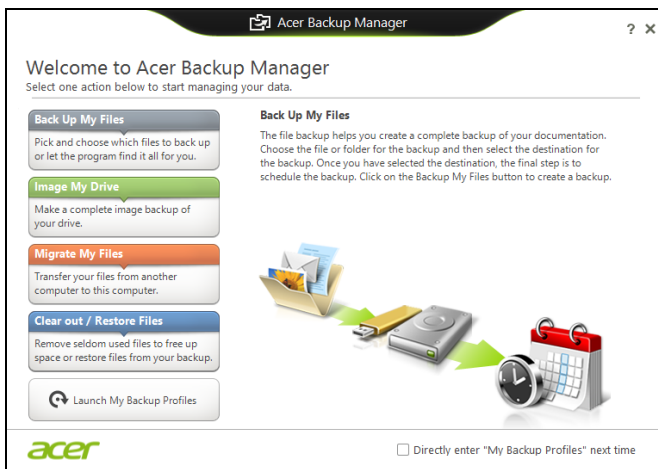 Acer Backup Manager
? X
Welcome to Acer Backup Manager
Select one action below to start managing your data.
Back Up My Files
Pick and choose which files to back up
or let the program find it all for you.
Image My Drive
Make a complete image backup of
your drive.
Migrate My Files
Transfer your files from another
computer to this computer.
Clear out / Restore Files
Remove seldom used files to free up
space or restore files from your backup.
Launch My Backup Profiles
Back Up My Files
The file backup helps you create a complete backup of your documentation.
Choose the file or folder for the backup and then select the destination for
the backup. Once you have selected the destination, the final step is to
schedule the backup. Click on the Backup My Files button to create a backup.
acer
Directly enter "My Backup Profiles" next time